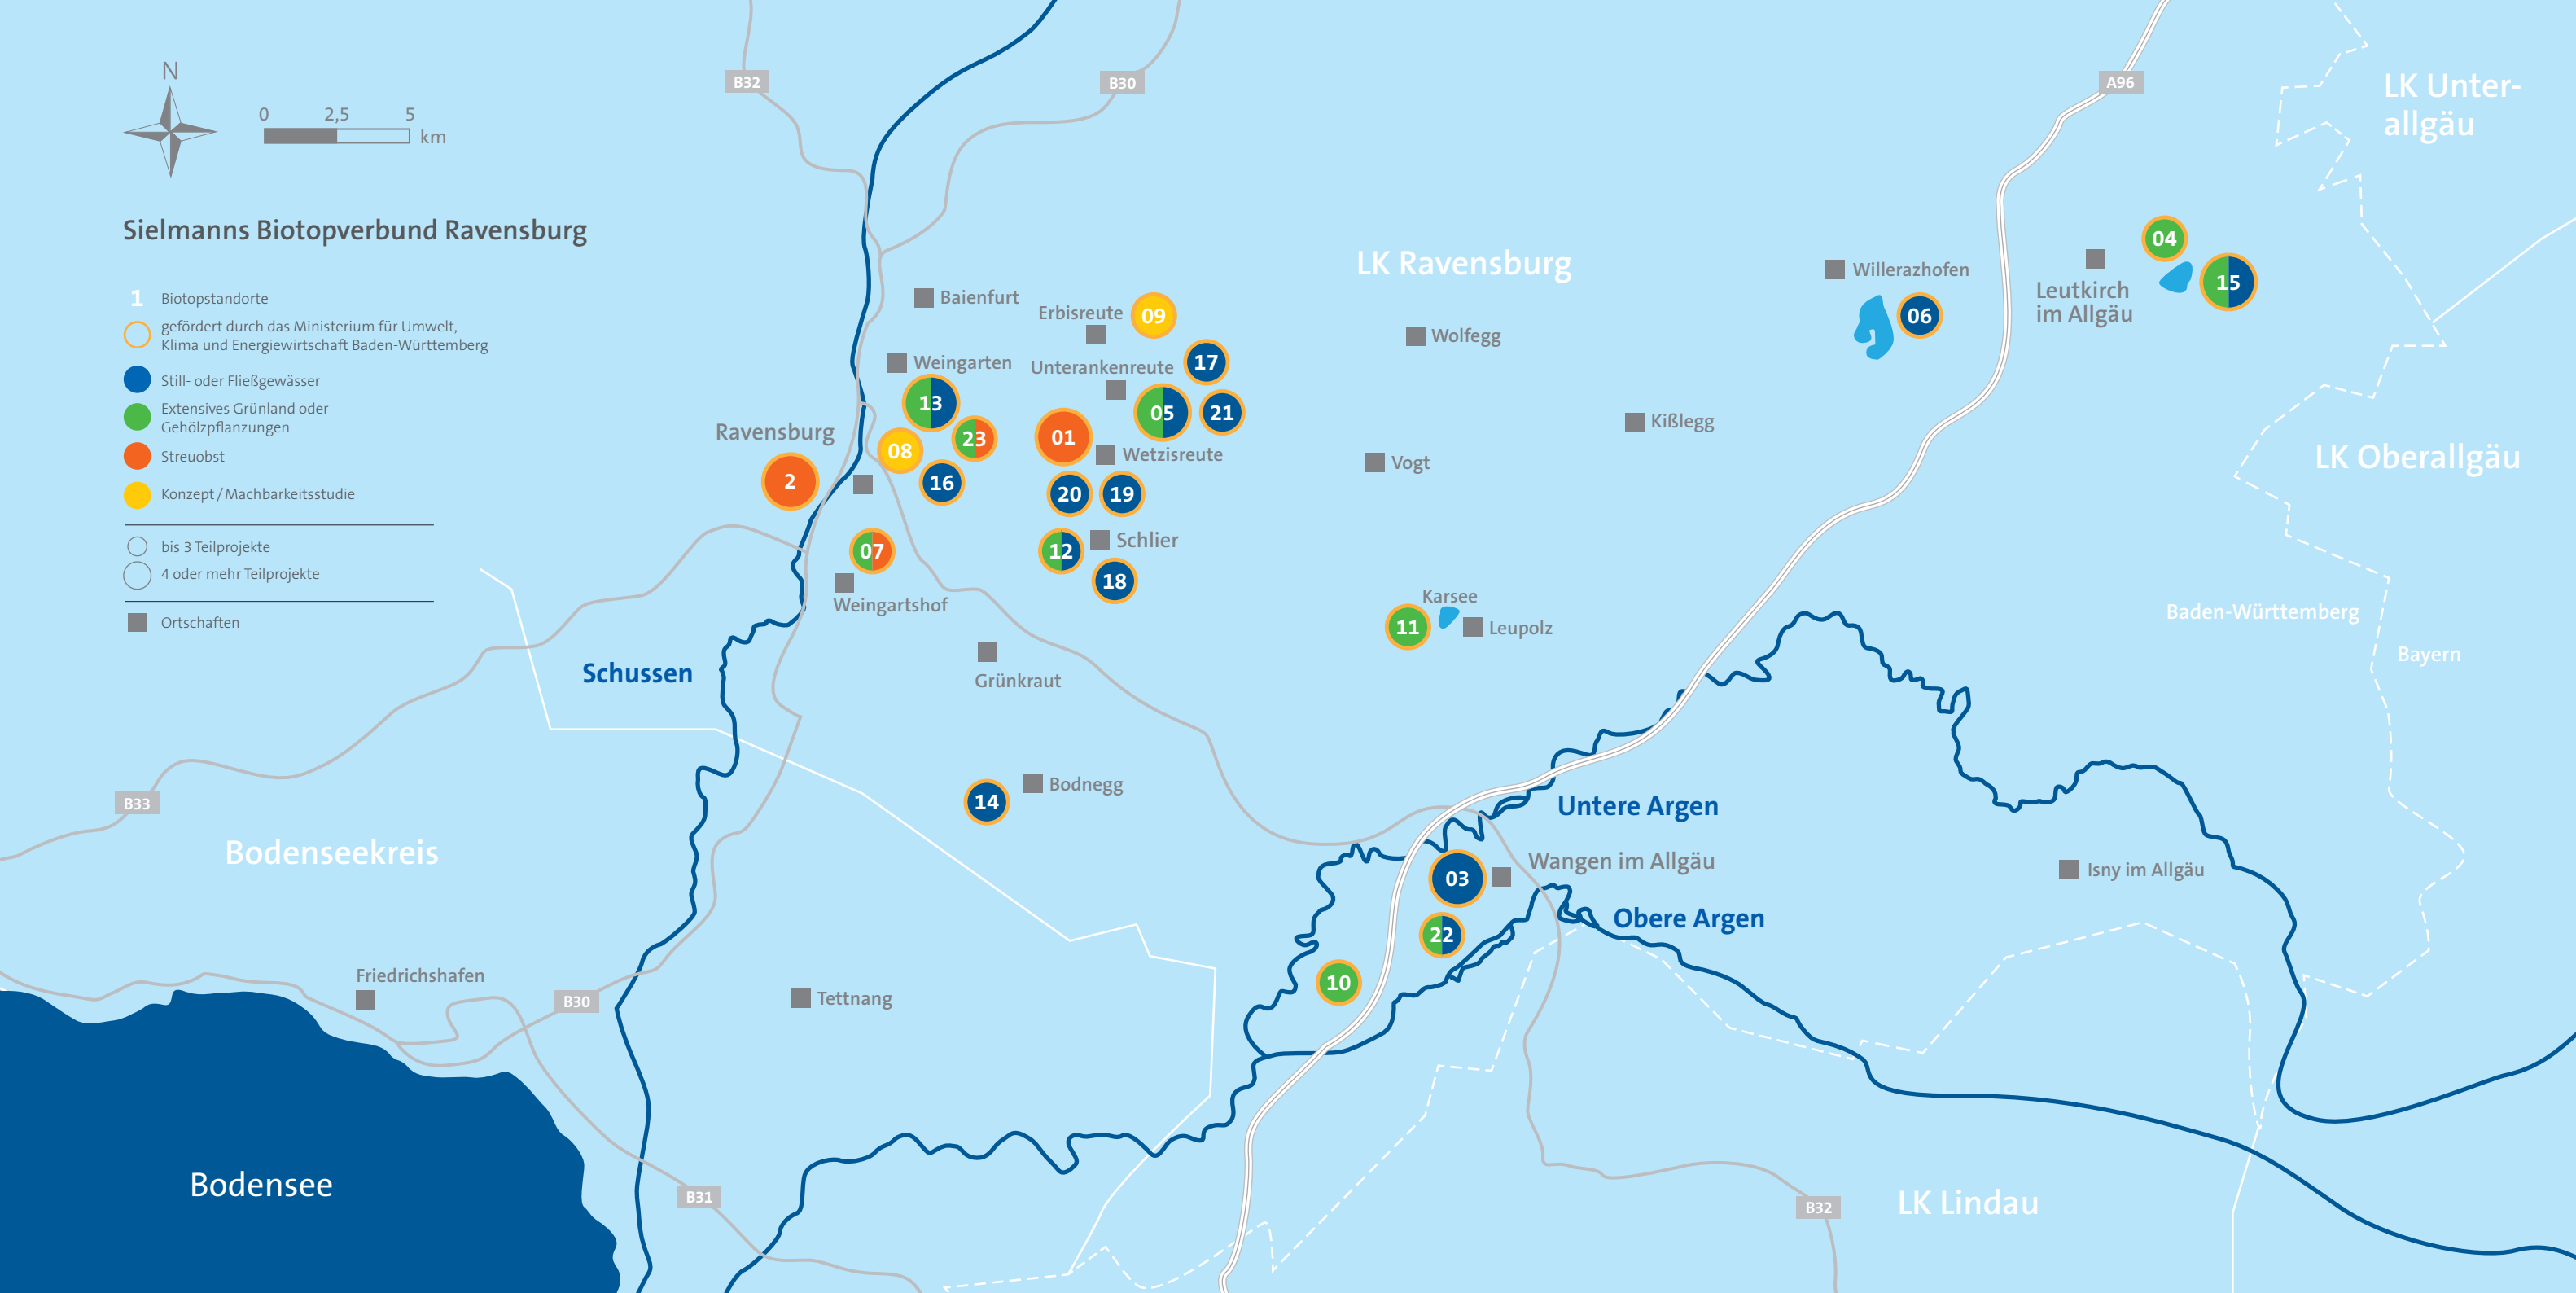 N
0 2,5 5
km
Sielmanns Biotopverbund Ravensburg
1 Biotopstandorte
gefördert durch das Ministerium für Umwelt,
Klima und Energiewirtschaft Baden-Württemberg
Still- oder Fließgewässer
Extensives Grünland oder
Gehölzpflanzungen
Streuobst
Konzept / Machbarkeitsstudie
bis 3 Teilprojekte
4 oder mehr Teilprojekte
Ortschaften
B32
B30
A96
LK Unter-
allgäu
LK Ravensburg
04
Willerazhofen
15
Leutkirch
im Allgäu
Baienfurt
Erbisreute
09
06
Wolfegg
Weingarten
Unterankenreute
17
13
05
21
Kißlegg
Ravensburg
08
23
01
Wetzisreute
Vogt
LK Oberallgäu
2
16
20
19
07
12
Schlier
18
Weingartshof
Karsee
11
Leupolz
Baden-Württemberg
Bayern
Schussen
Grünkraut
Bodnegg
14
B33
Untere Argen
Bodenseekreis
Wangen im Allgäu
03
Isny im Allgäu
Obere Argen
22
10
Friedrichshafen
B30
Tettnang
Bodensee
B31
B32
LK Lindau